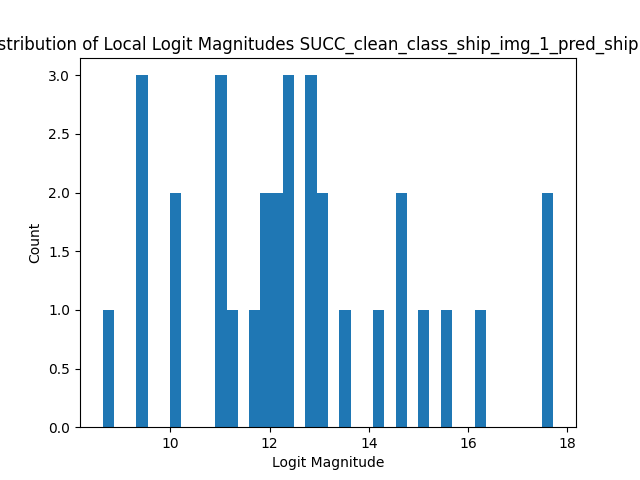 stribution of Local Logit Magnitudes SUCC_clean_class_ship_img_1_pred_ship
3.0
2.5
2.0
1.5
1.0
0.5
0.0
Count
10 12 14 16 18
Logit Magnitude